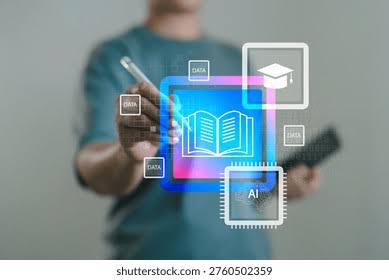 DATA
DATA
DATA
DATA
AI
shutterstock.com · 2760502359